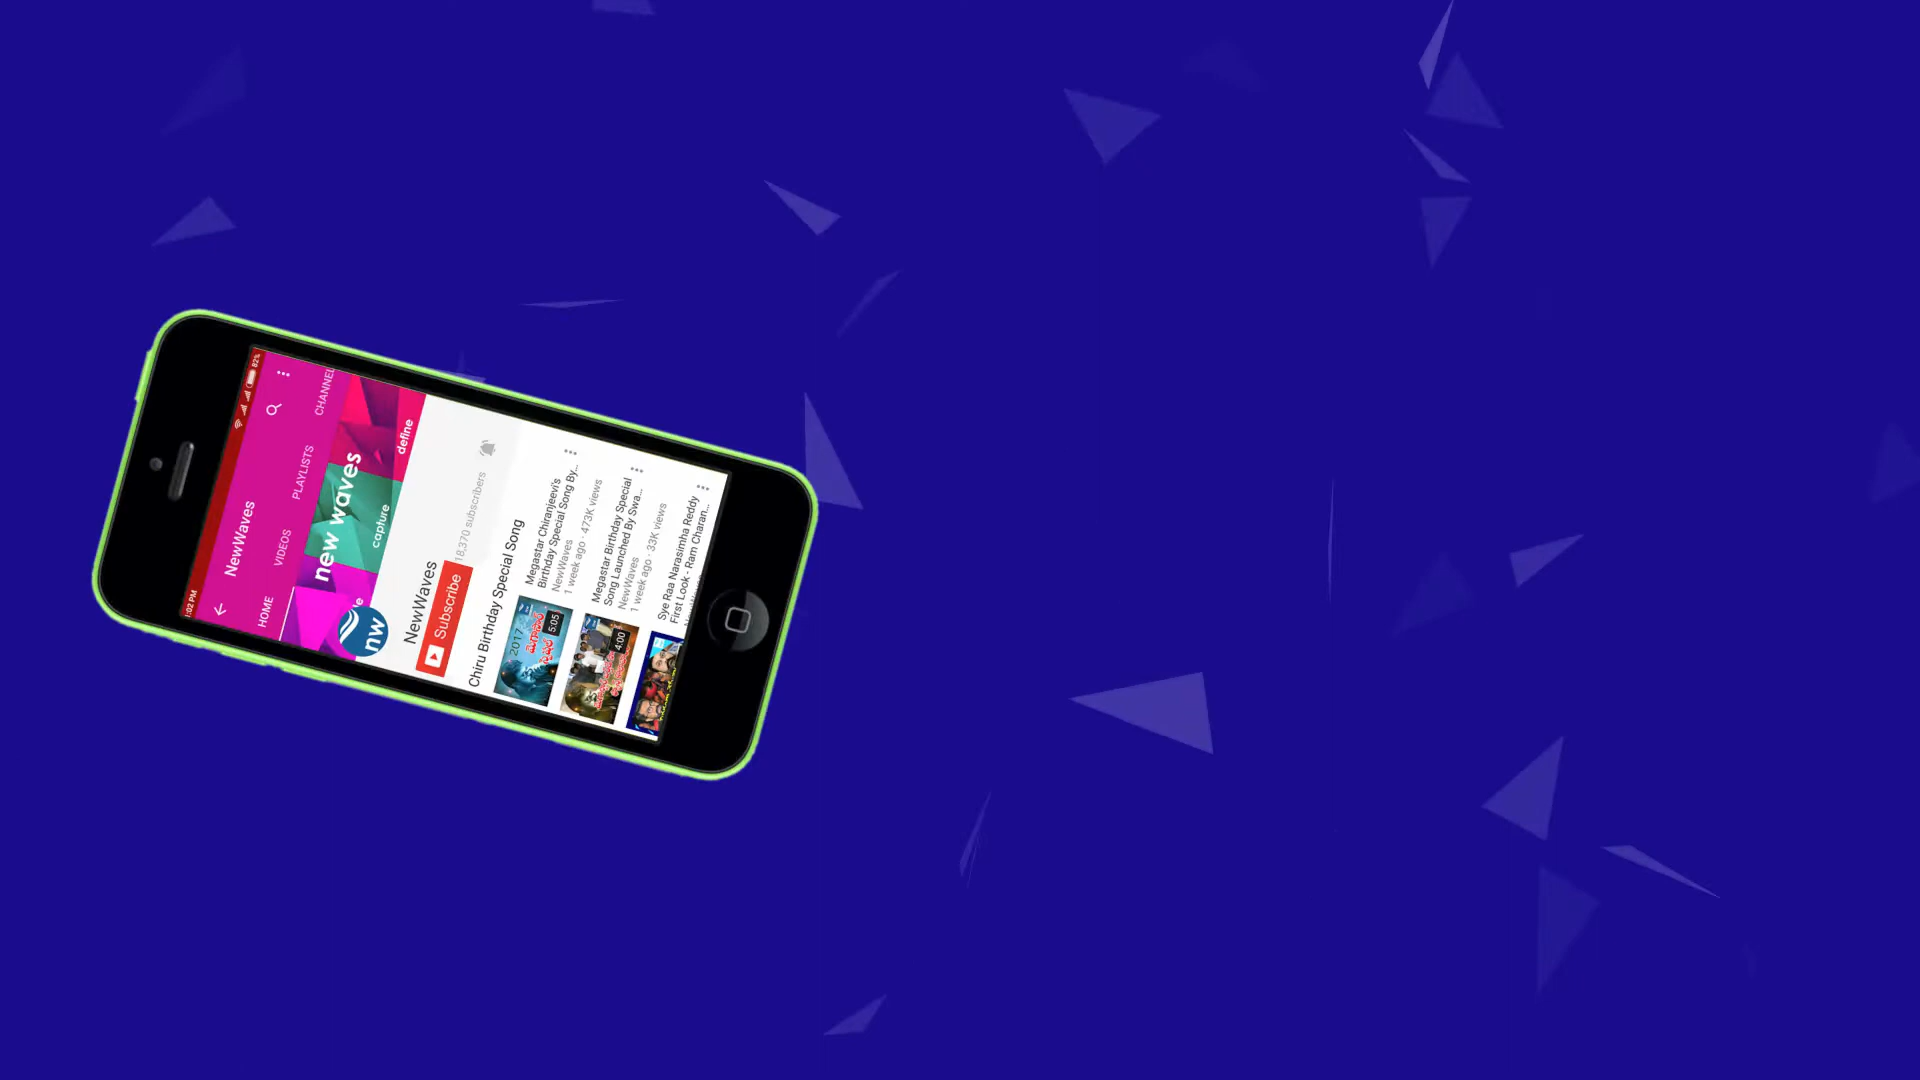 1:02 PM
82%
NewWaves
HOME
VIDEOS
PLAYLISTS
CHANNEL
new waves
capture
define
nw
NewWaves
Subscribe
18,370 subscribers
Chiru Birthday Special Song
Megastar Chiranjeevi's
Birthday Special Song By...
NewWaves
1 week ago · 473K views
2017
5:05
Megastar Birthday Special
Song Launched By Swa...
NewWaves
1 week ago · 33K views
4:00
Sye Raa Narasimha Reddy
First Look - Ram Charan...